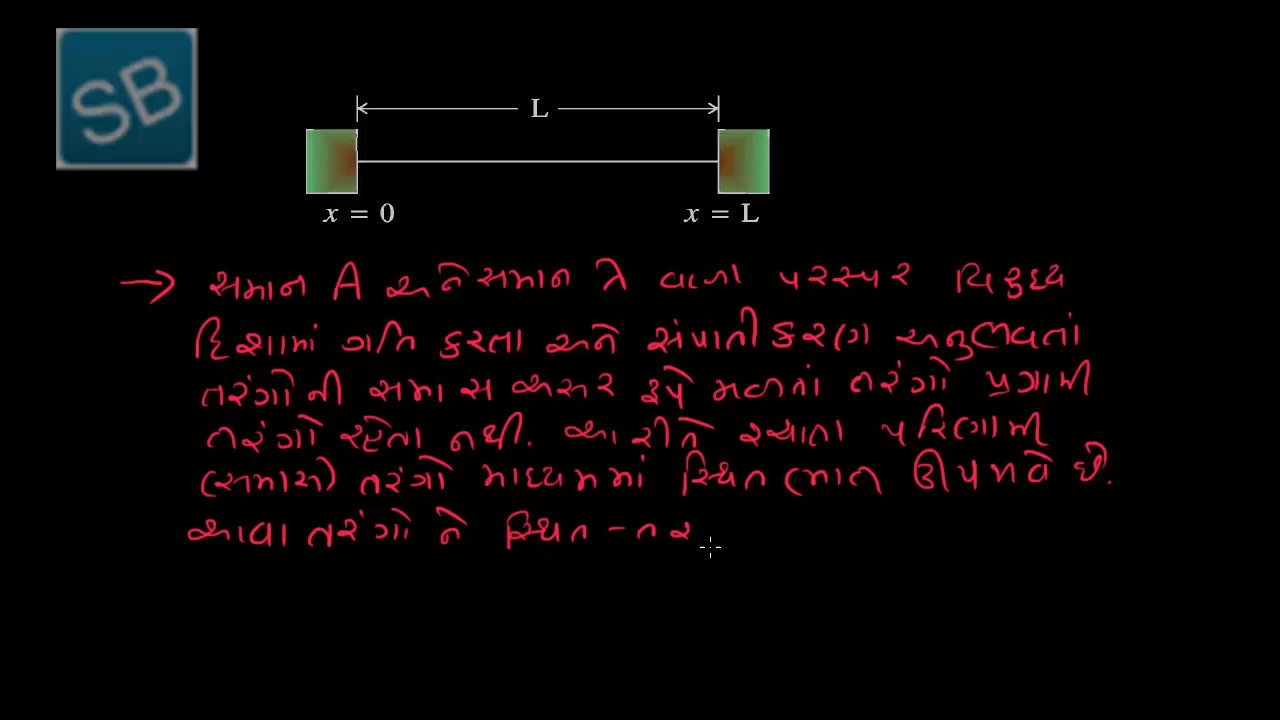 SB
L
x = 0
x = L
→ સમાન A અને સમાન λ વાળા પરસ્પર વિરુદ્ધ
દિશામાં ગતિ કરતા અને સંપાતીકરણ અનુભવતાં
તરંગોની સમાસ અસર રૂપે મળતાં તરંગો પ્રગામી
તરંગો રહેતા નથી. આ રીતે રચાતા પરિણામી
(સમાસ) તરંગો માધ્યમમાં સ્થિત ભાત ઊપજાવે છે.
આવા તરંગો ને સ્થિત - તર